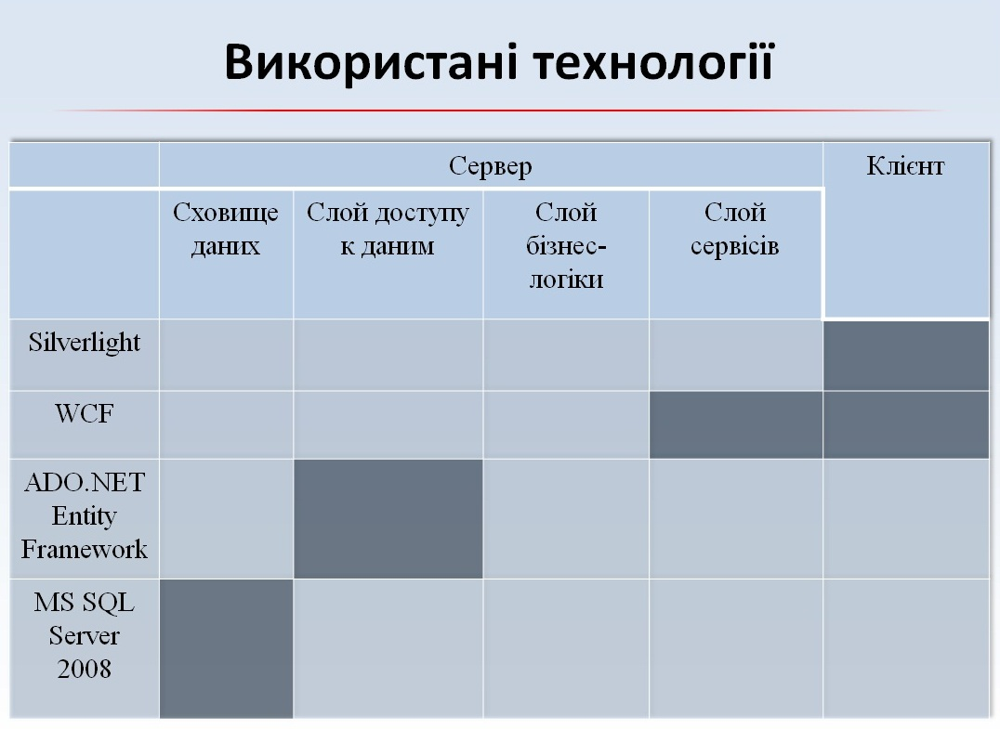 Використані технології
Сервер
Клієнт
Сховище
даних
Слой доступу
к даним
Слой
бізнес-
логіки
Слой
сервісів
Silverlight
WCF
ADO.NET
Entity
Framework
MS SQL
Server
2008